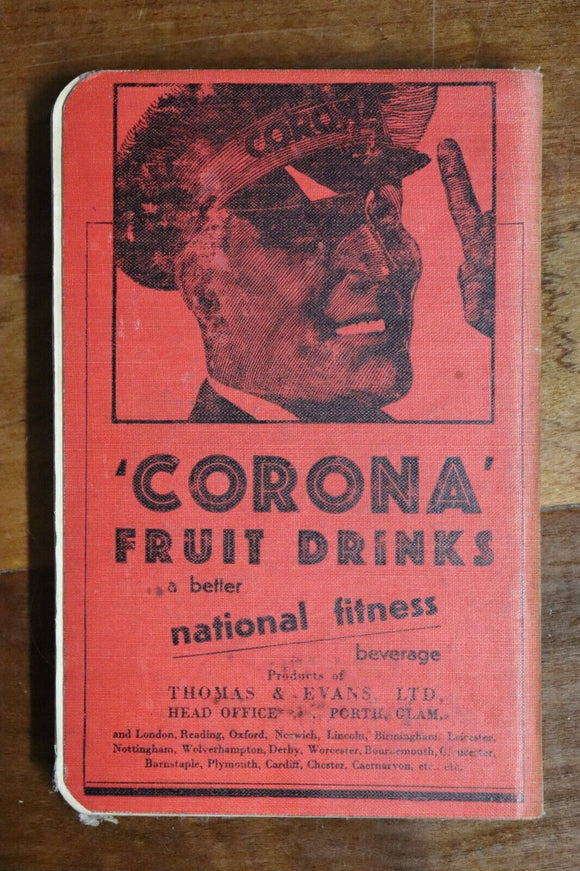 CORONA
'CORONA'
FRUIT DRINKS
a better
national fitness
beverage
Products of
THOMAS & EVANS, LTD,
HEAD OFFICE PORTH, GLAM.
and London, Reading, Oxford, Norwich, Lincoln, Birmingham, Leicester,
Nottingham, Wolverhampton, Derby, Worcester, Bournemouth, Gloucester,
Barnstaple, Plymouth, Cardiff, Chester, Caernarvon, etc., etc.